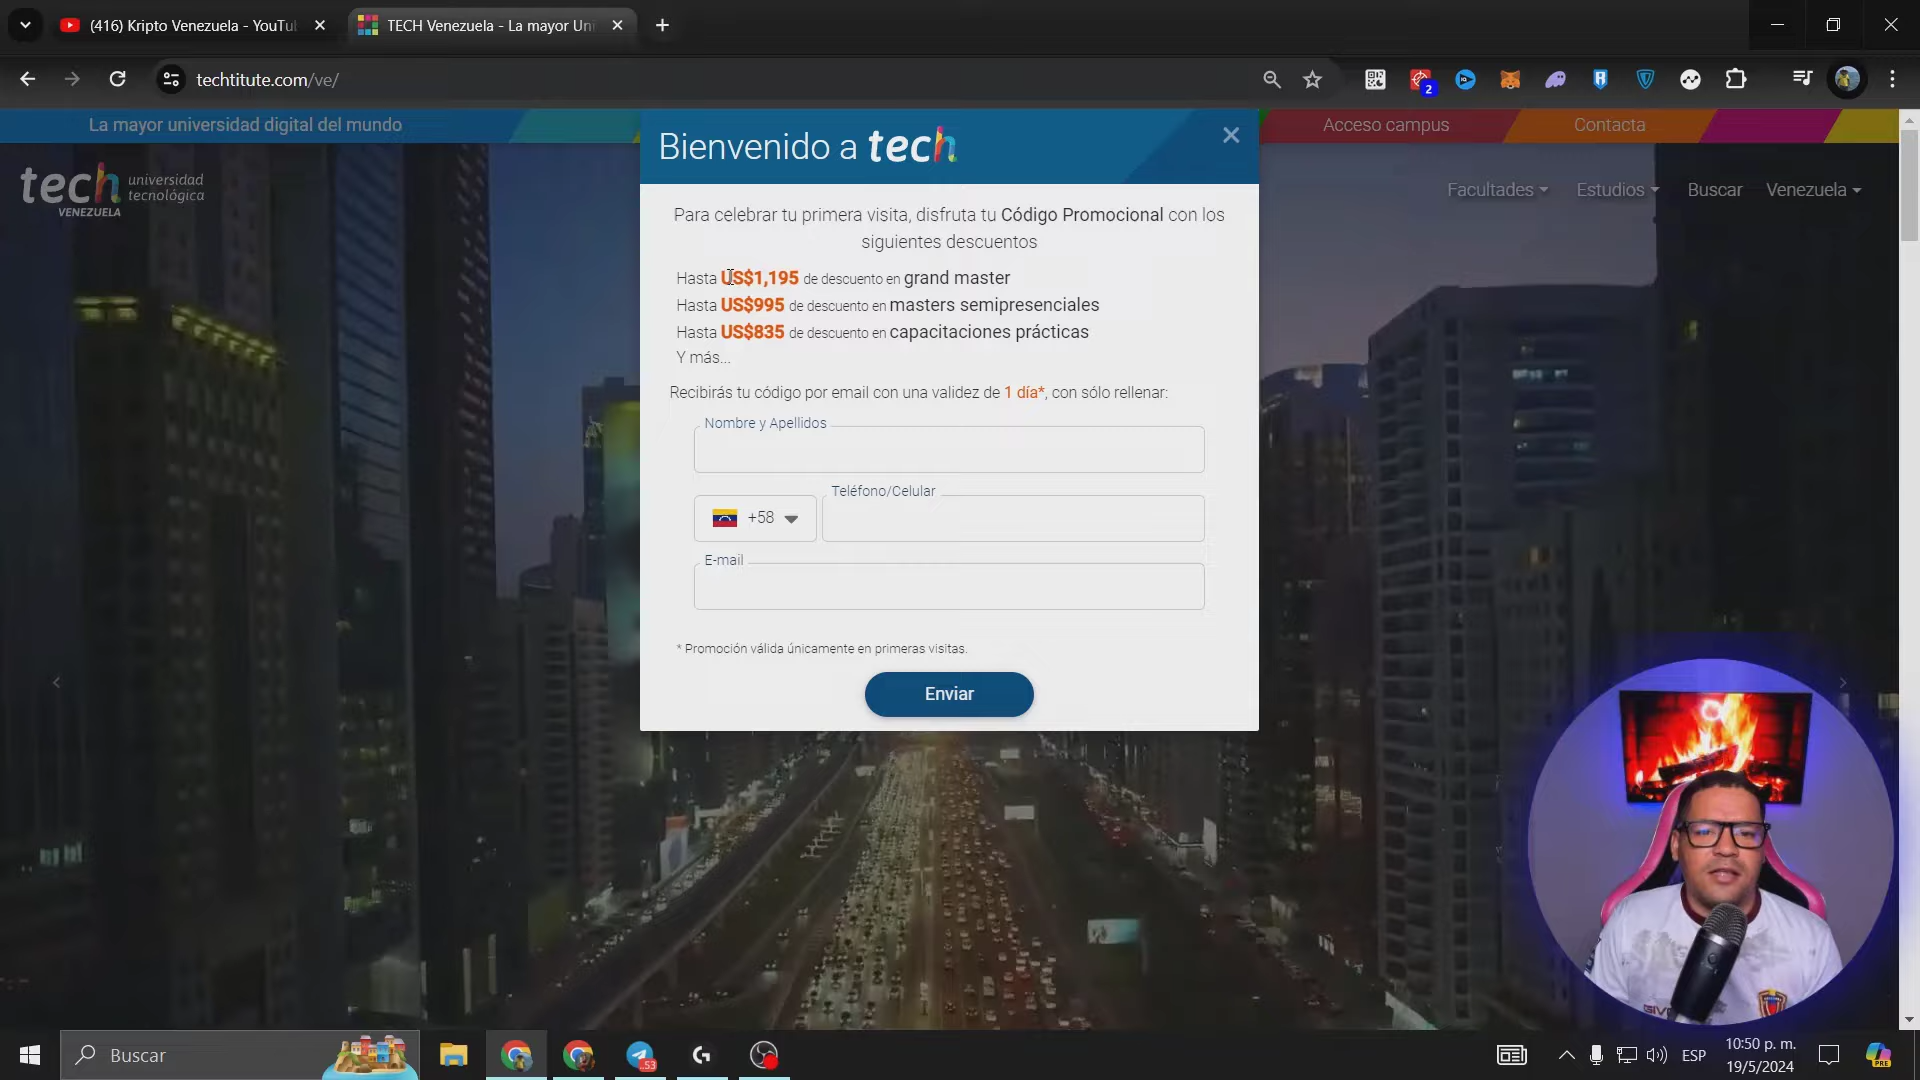 (416) Kripto Venezuela - YouTu
TECH Venezuela - La mayor Uni
techtitute.com/ve/
2
La mayor universidad digital del mundo
Acceso campus
Contacta
tech universidad tecnológica
VENEZUELA
Facultades
Estudios
Buscar
Venezuela
Bienvenido a tech
Para celebrar tu primera visita, disfruta tu Código Promocional con los
siguientes descuentos
Hasta US$1,195 de descuento en grand master
Hasta US$995 de descuento en masters semipresenciales
Hasta US$835 de descuento en capacitaciones prácticas
Y más...
Recibirás tu código por email con una validez de 1 día*, con sólo rellenar:
Nombre y Apellidos
Teléfono/Celular
+58
E-mail
* Promoción válida únicamente en primeras visitas.
Enviar
Buscar
53
ESP
10:50 p. m.
19/5/2024
PRE